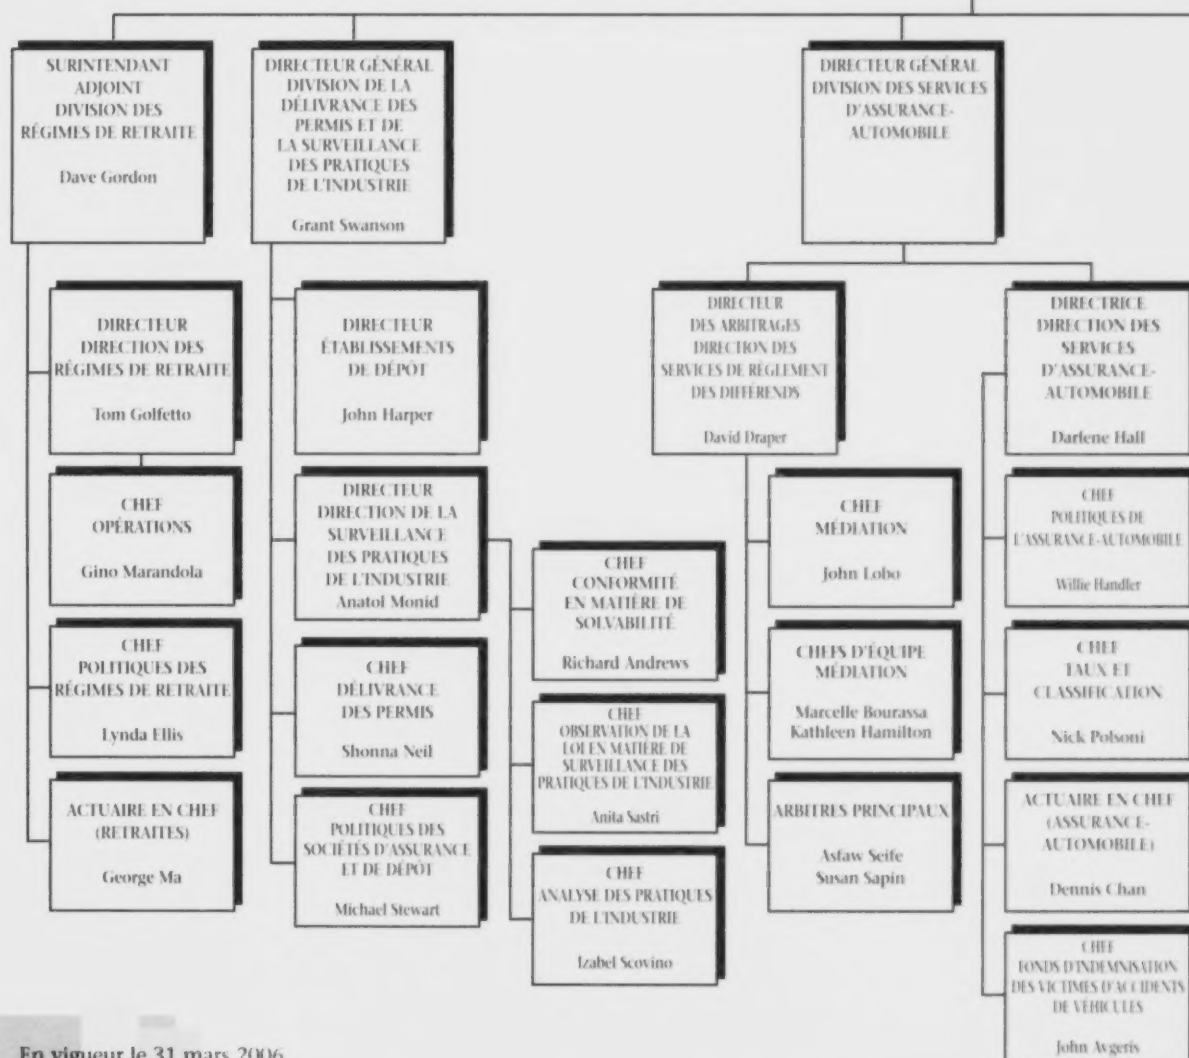 SURINTENDANT
ADJOINT
DIVISION DES
RÉGIMES DE RETRAITE
Dave Gordon
DIRECTEUR
DIRECTION DES
RÉGIMES DE RETRAITE
Tom Golfetto
CHEF
OPÉRATIONS
Gino Marandola
CHEF
POLITIQUES DES
RÉGIMES DE RETRAITE
Lynda Ellis
ACTUAIRE EN CHEF
(RETRAITES)
George Ma
DIRECTEUR GÉNÉRAL
DIVISION DE LA
DÉLIVRANCE DES
PERMIS ET DE
LA SURVEILLANCE
DES PRATIQUES
DE L'INDUSTRIE
Grant Swanson
DIRECTEUR
ÉTABLISSEMENTS
DE DÉPÔT
John Harper
DIRECTEUR
DIRECTION DE LA
SURVEILLANCE
DES PRATIQUES
DE L'INDUSTRIE
Anatol Monid
CHEF
DÉLIVRANCE
DES PERMIS
Shonna Neil
CHEF
POLITIQUES DES
SOCIÉTÉS D'ASSURANCE
ET DE DÉPÔT
Michael Stewart
CHEF
CONFORMITÉ
EN MATIÈRE DE
SOLVABILITÉ
Richard Andrews
CHEF
OBSERVATION DE LA
LOI EN MATIÈRE DE
SURVEILLANCE DES
PRATIQUES DE L'INDUSTRIE
Anita Sastri
CHEF
ANALYSE DES PRATIQUES
DE L'INDUSTRIE
Izabel Scovino
DIRECTEUR GÉNÉRAL
DIVISION DES SERVICES
D'ASSURANCE-
AUTOMOBILE
DIRECTEUR
DES ARBITRAGES
DIRECTION DES
SERVICES DE RÈGLEMENT
DES DIFFÉRENDS
David Draper
CHEF
MÉDIATION
John Lobo
CHEFS D'ÉQUIPE
MÉDIATION
Marcelle Bourassa
Kathleen Hamilton
ARBITRES PRINCIPAUX
Asfaw Seife
Susan Sapin
DIRECTRICE
DIRECTION DES
SERVICES
D'ASSURANCE-
AUTOMOBILE
Darlene Hall
CHEF
POLITIQUES DE
L'ASSURANCE-AUTOMOBILE
Willie Handler
CHEF
TAUX ET
CLASSIFICATION
Nick Polsoni
ACTUAIRE EN CHEF
(ASSURANCE-
AUTOMOBILE)
Dennis Chan
CHEF
FONDS D'INDEMNISATION
DES VICTIMES D'ACCIDENTS
DE VÉHICULES
John Avgeris
En vigueur le 31 mars 2006